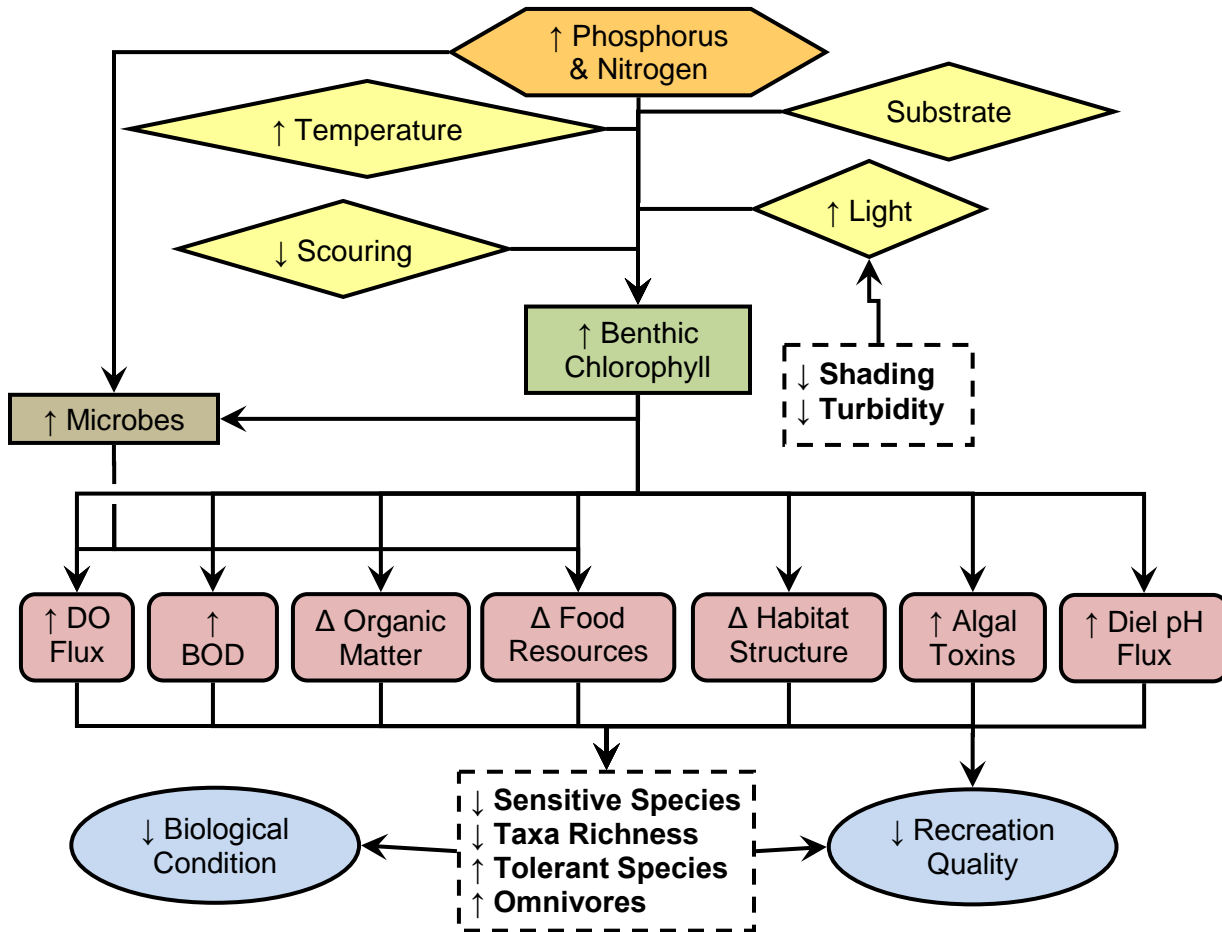 ↑ Phosphorus
& Nitrogen
↑ Temperature
Substrate
↑ Light
↓ Scouring
↑ Benthic
Chlorophyll
↓ Shading
↓ Turbidity
↑ Microbes
↑ DO
Flux
↑
BOD
Δ Organic
Matter
Δ Food
Resources
Δ Habitat
Structure
↑ Algal
Toxins
↑ Diel pH
Flux
↓ Biological
Condition
↓ Sensitive Species
↓ Taxa Richness
↑ Tolerant Species
↑ Omnivores
↓ Recreation
Quality